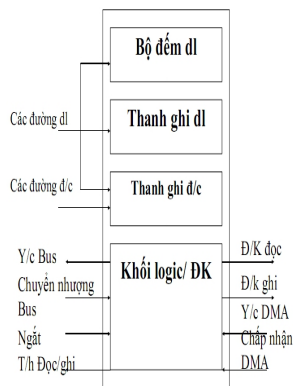 Bộ đếm dl
Các đường dl
Thanh ghi dl
Các đường đ/c
Thanh ghi đ/c
Y/c Bus
Chuyển nhượng
Bus
Ngắt
T/h Đọc/ghi
Khối logic/ ĐK
Đ/K đọc
Đ/k ghi
Y/c DMA
Chấp nhận
DMA